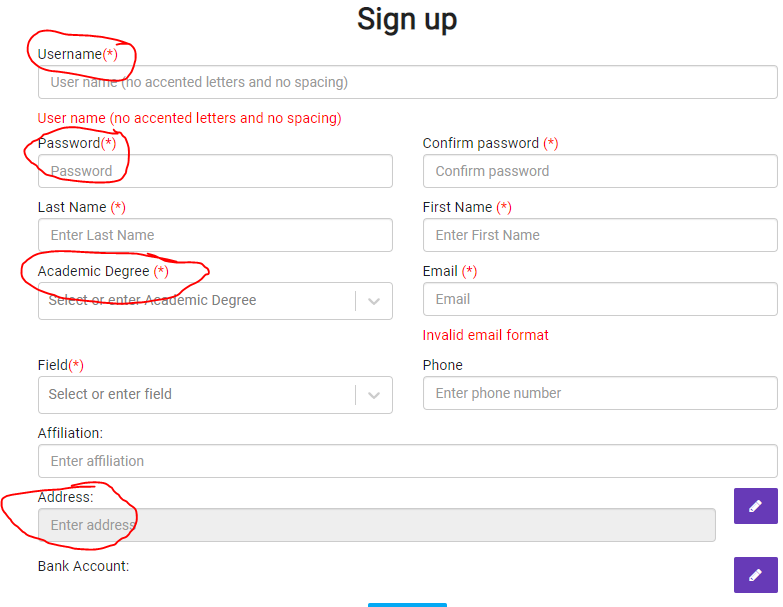 Sign up
Username(*)
User name (no accented letters and no spacing)
User name (no accented letters and no spacing)
Password(*) Confirm password (*)
Password Confirm password
Last Name (*) First Name (*)
Enter Last Name Enter First Name
Academic Degree (*) Email (*)
Select or enter Academic Degree Email
Invalid email format
Field(*) Phone
Select or enter field Enter phone number
Affiliation:
Enter affiliation
Address:
Enter address
Bank Account: